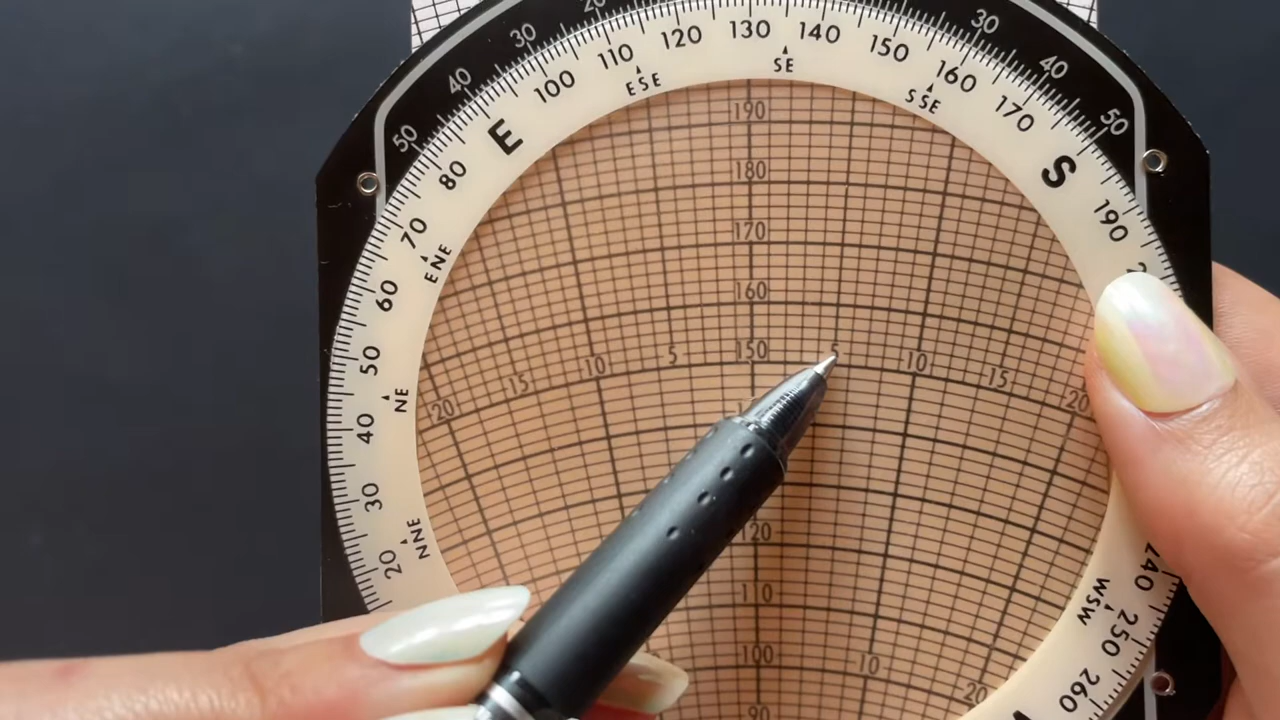 50 40 30 20
30 40 50
20 NNE 30 40 NE 50 60 ENE 70 80 E 100 110 ESE 120 130 SE 140 150 SSE 160 170 S 190
240 WSW 250 260
190
180
170
160
20 15 10 5 150 5 10 15 20
120
110
100 10 20
90